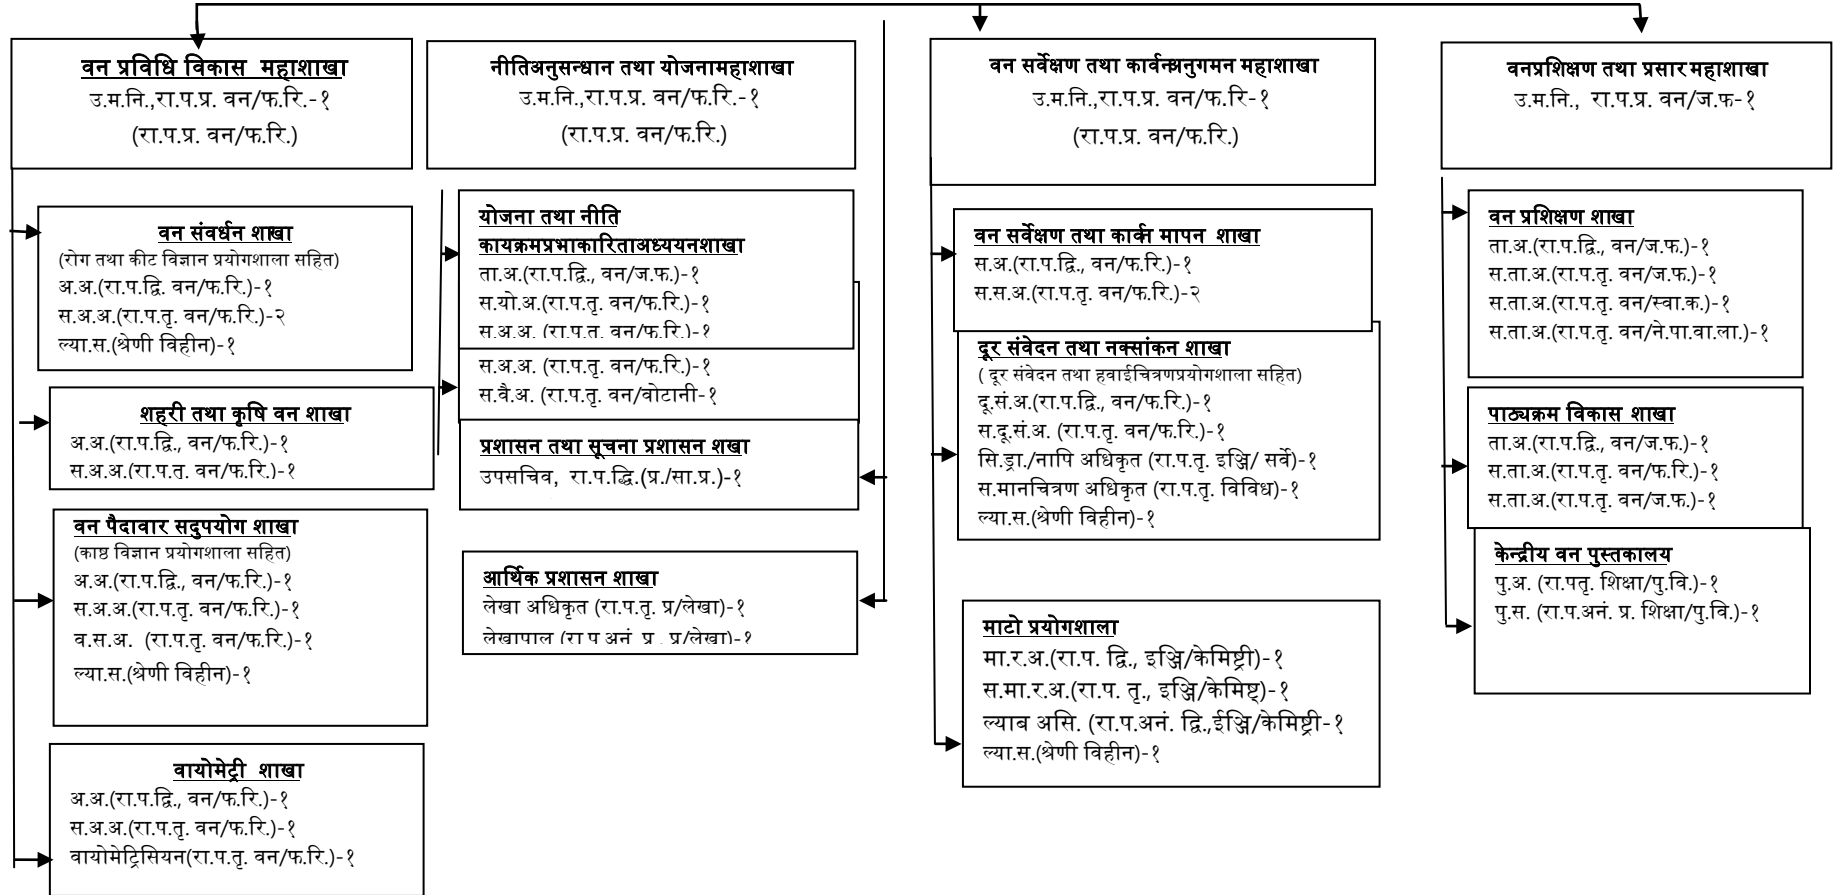 वन प्रविधि विकास महाशाखा
उ.म.नि.,रा.प.प्र. वन/फ.रि.-१
(रा.प.प्र. वन/फ.रि.)
वन संवर्धन शाखा
(रोग तथा कीट विज्ञान प्रयोगशाला सहित)
अ.अ.(रा.प.द्वि. वन/फ.रि.)-१
स.अ.अ.(रा.प.तृ. वन/फ.रि.)-२
ल्या.स.(श्रेणी विहीन)-१
शहरी तथा कृषि वन शाखा
अ.अ.(रा.प.द्वि., वन/फ.रि.)-१
स.अ.अ.(रा.प.तृ. वन/फ.रि.)-१
वन पैदावार सदुपयोग शाखा
(काष्ठ विज्ञान प्रयोगशाला सहित)
अ.अ.(रा.प.द्वि., वन/फ.रि.)-१
स.अ.अ.(रा.प.तृ. वन/फ.रि.)-१
व.स.अ. (रा.प.तृ. वन/फ.रि.)-१
ल्या.स.(श्रेणी विहीन)-१
वायोमेट्री शाखा
अ.अ.(रा.प.द्वि., वन/फ.रि.)-१
स.अ.अ.(रा.प.तृ. वन/फ.रि.)-१
वायोमेट्रिसियन(रा.प.तृ. वन/फ.रि.)-१
नीतिअनुसन्धान तथा योजनामहाशाखा
उ.म.नि.,रा.प.प्र. वन/फ.रि.-१
(रा.प.प्र. वन/फ.रि.)
योजना तथा नीति
कायक्रमप्रभाकारिताअध्ययनशाखा
ता.अ.(रा.प.द्वि., वन/ज.फ.)-१
स.यो.अ.(रा.प.तृ. वन/फ.रि.)-१
स.अ.अ. (रा.प.तृ. वन/फ.रि.)-१
स.अ.अ. (रा.प.तृ. वन/फ.रि.)-१
स.वै.अ. (रा.प.तृ. वन/वोटानी-१
प्रशासन तथा सूचना प्रशासन शखा
उपसचिव, रा.प.द्धि.(प्र./सा.प्र.)-१
आर्थिक प्रशासन शाखा
लेखा अधिकृत (रा.प.तृ. प्र/लेखा)-१
लेखापाल (रा.प.अनं. प्र., प्र/लेखा)-१
वन सर्वेक्षण तथा कार्वनअनुगमन महाशाखा
उ.म.नि.,रा.प.प्र. वन/फ.रि-१
(रा.प.प्र. वन/फ.रि.)
वन सर्वेक्षण तथा कार्वन मापन शाखा
स.अ.(रा.प.द्वि., वन/फ.रि.)-१
स.स.अ.(रा.प.तृ. वन/फ.रि.)-२
दूर संवेदन तथा नक्सांकन शाखा
( दूर संवेदन तथा हवाईचित्रणप्रयोगशाला सहित)
दू.सं.अ.(रा.प.द्वि., वन/फ.रि.)-१
स.दू.सं.अ. (रा.प.तृ. वन/फ.रि.)-१
सि.ड्रा./नापि अधिकृत (रा.प.तृ. इञ्जि/ सर्वे)-१
स.मानचित्रण अधिकृत (रा.प.तृ. विविध)-१
ल्या.स.(श्रेणी विहीन)-१
माटो प्रयोगशाला
मा.र.अ.(रा.प. द्वि., इञ्जि/केमिष्ट्री)-१
स.मा.र.अ.(रा.प. तृ., इञ्जि/केमिष्ट्)-१
ल्याब असि. (रा.प.अनं. द्वि.,ईञ्जि/केमिष्ट्री-१
ल्या.स.(श्रेणी विहीन)-१
वनप्रशिक्षण तथा प्रसार महाशाखा
उ.म.नि., रा.प.प्र. वन/ज.फ-१
वन प्रशिक्षण शाखा
ता.अ.(रा.प.द्वि., वन/ज.फ.)-१
स.ता.अ.(रा.प.तृ. वन/ज.फ.)-१
स.ता.अ.(रा.प.तृ. वन/स्वा.क.)-१
स.ता.अ.(रा.प.तृ. वन/ने.पा.वा.ला.)-१
पाठ्यक्रम विकास शाखा
ता.अ.(रा.प.द्वि., वन/ज.फ.)-१
स.ता.अ.(रा.प.तृ. वन/फ.रि.)-१
स.ता.अ.(रा.प.तृ. वन/ज.फ.)-१
केन्द्रीय वन पुस्तकालय
पु.अ. (रा.पतृ. शिक्षा/पु.वि.)-१
पु.स. (रा.प.अनं. प्र. शिक्षा/पु.वि.)-१